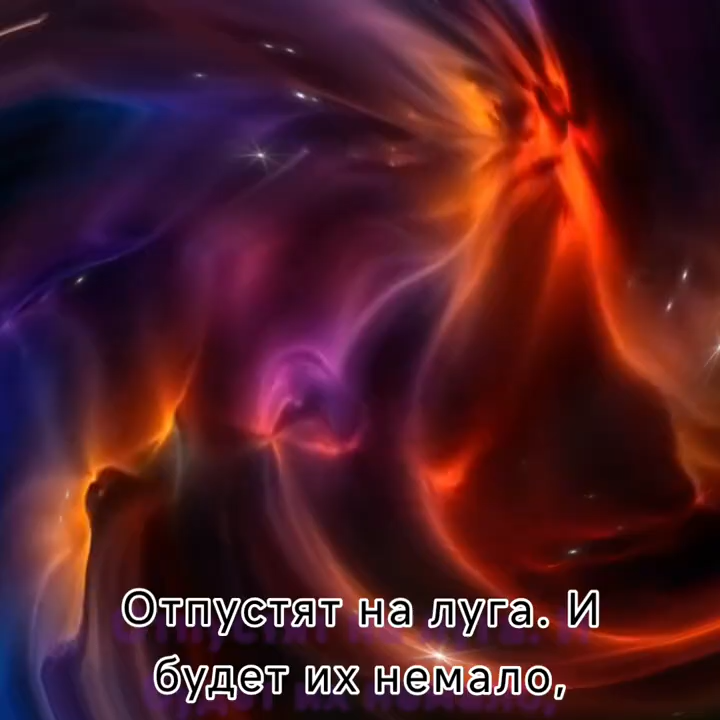 Отпустят на луга. И
будет их немало,